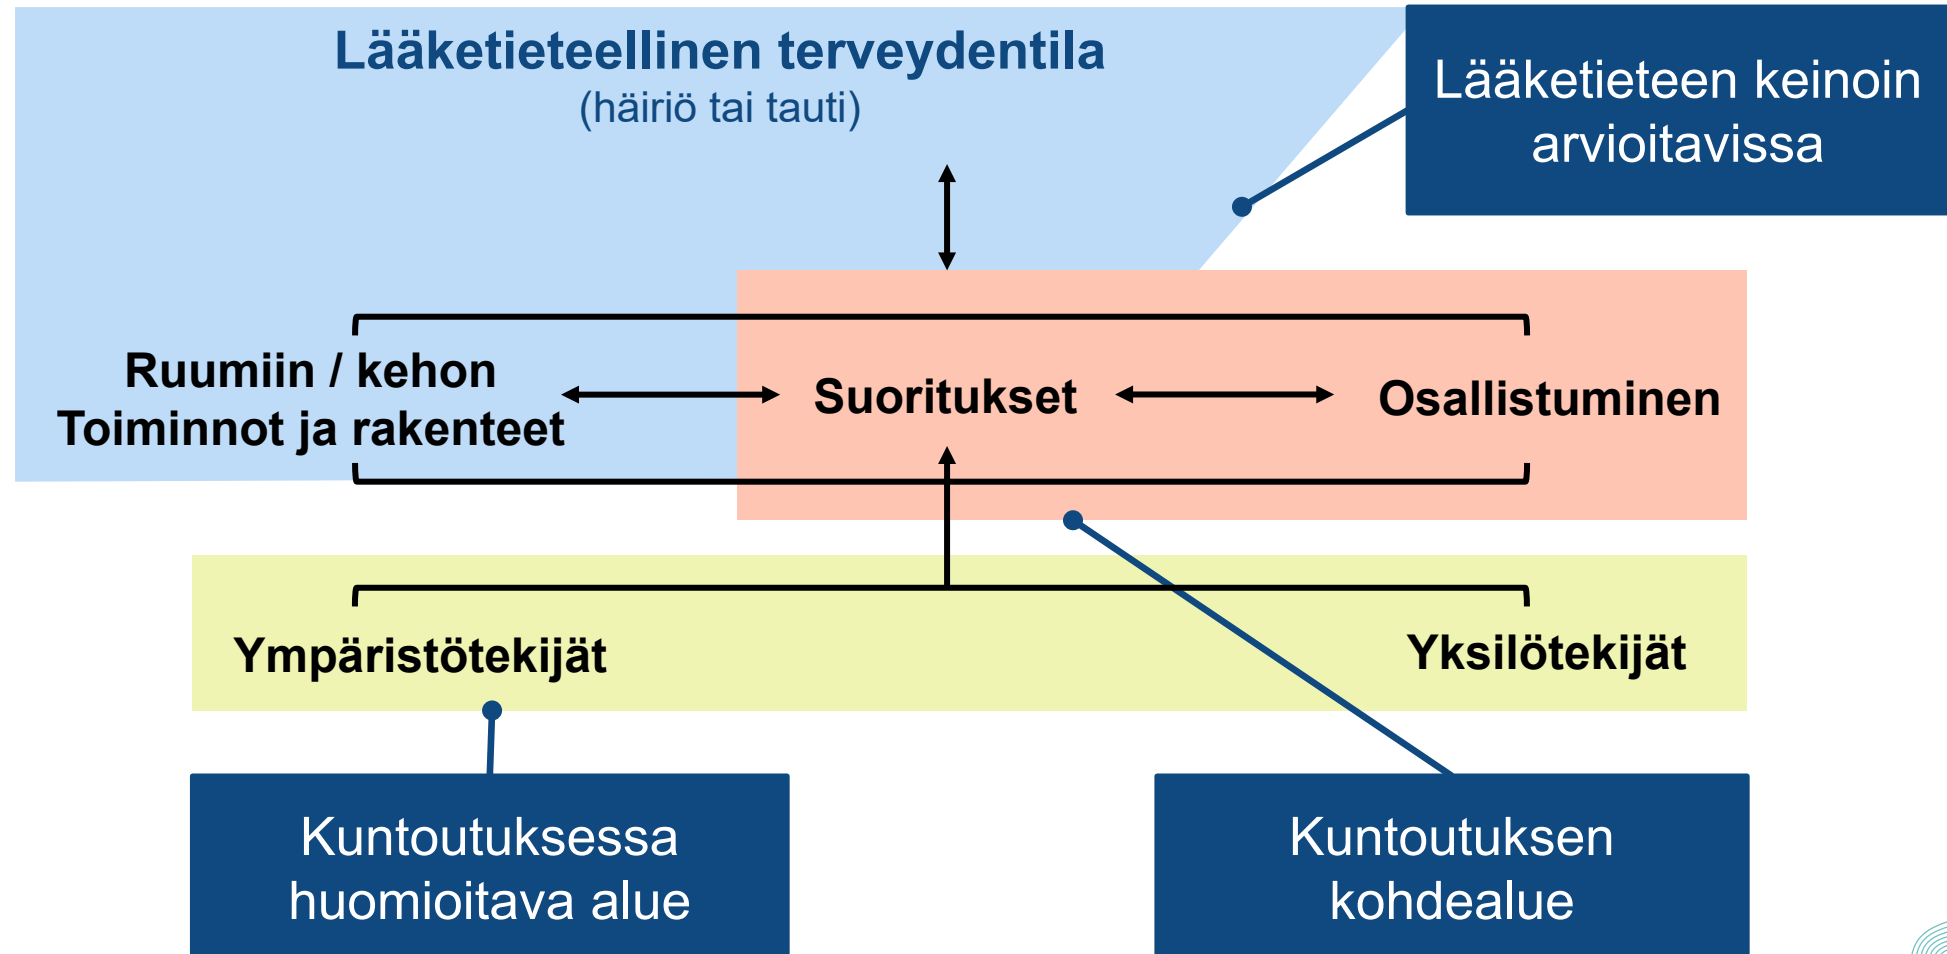 Lääketieteellinen terveydentila
(häiriö tai tauti)
Lääketieteen keinoin
arvioitavissa
Ruumiin / kehon
Toiminnot ja rakenteet
Suoritukset
Osallistuminen
Ympäristötekijät
Yksilötekijät
Kuntoutuksessa
huomioitava alue
Kuntoutuksen
kohdealue